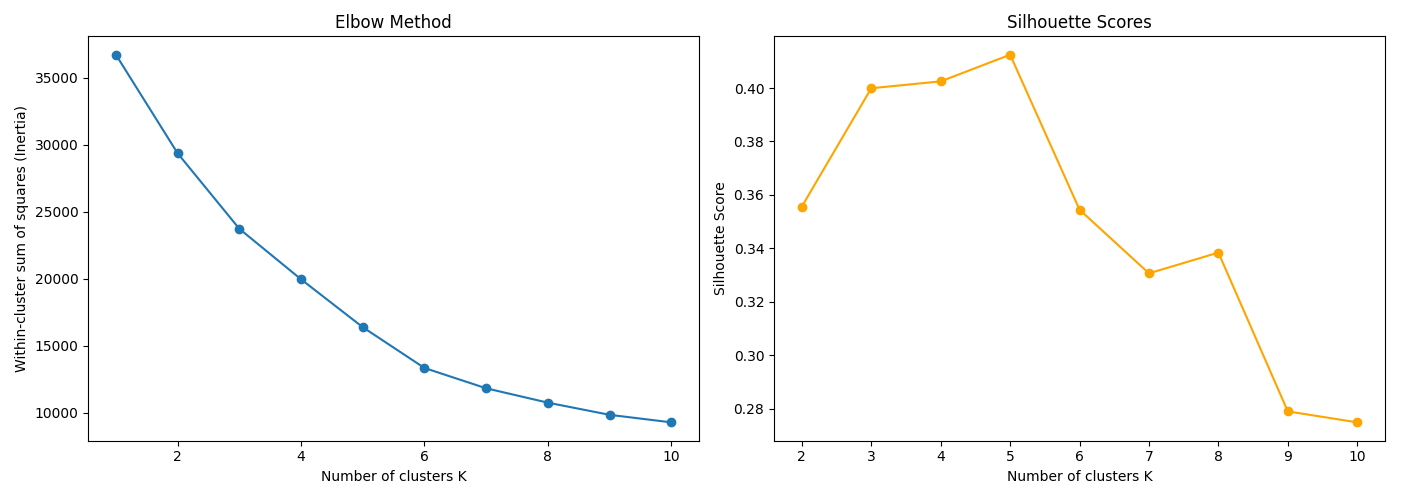 Elbow Method
Within-cluster sum of squares (Inertia)
35000
30000
25000
20000
15000
10000
2 4 6 8 10
Number of clusters K
Silhouette Scores
Silhouette Score
0.40
0.38
0.36
0.34
0.32
0.30
0.28
2 3 4 5 6 7 8 9 10
Number of clusters K